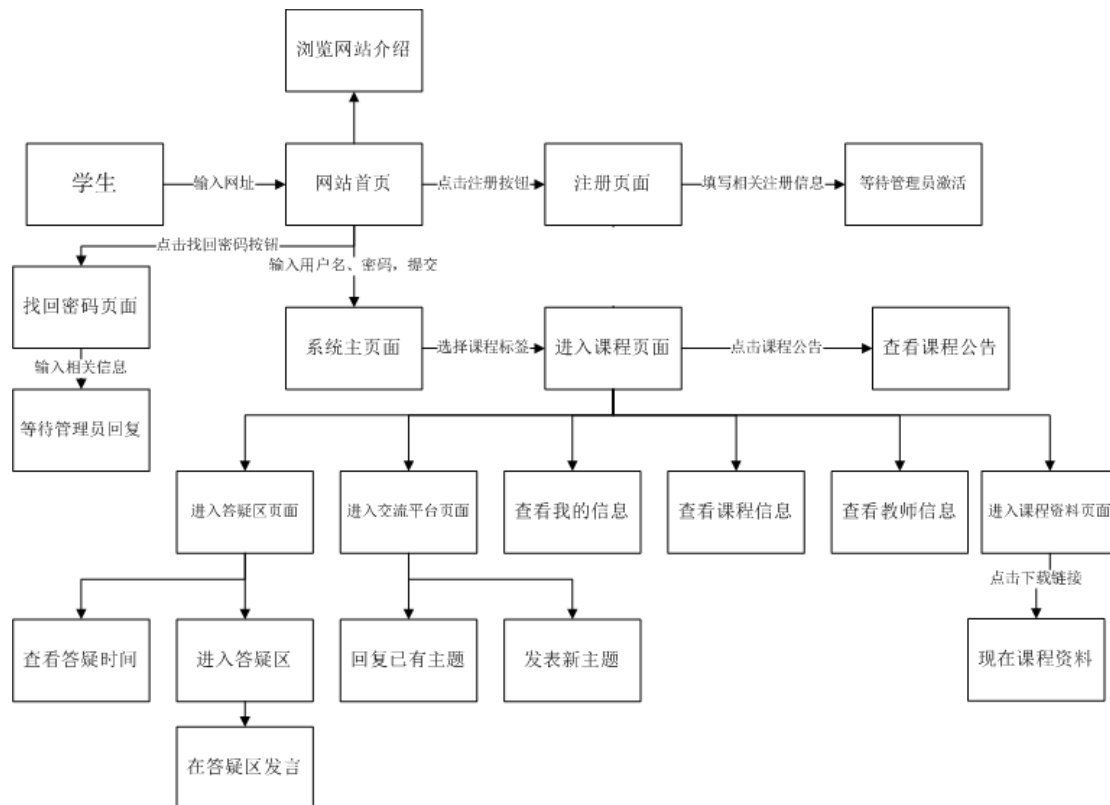 浏览网站介绍
学生
输入网址
网站首页
点击注册按钮
注册页面
填写相关注册信息
等待管理员激活
点击找回密码按钮
输入用户名、密码，提交
找回密码页面
系统主页面
选择课程标签
进入课程页面
点击课程公告
查看课程公告
输入相关信息
等待管理员回复
进入答疑区页面
进入交流平台页面
查看我的信息
查看课程信息
查看教师信息
进入课程资料页面
点击下载链接
查看答疑时间
进入答疑区
回复已有主题
发表新主题
现在课程资料
在答疑区发言